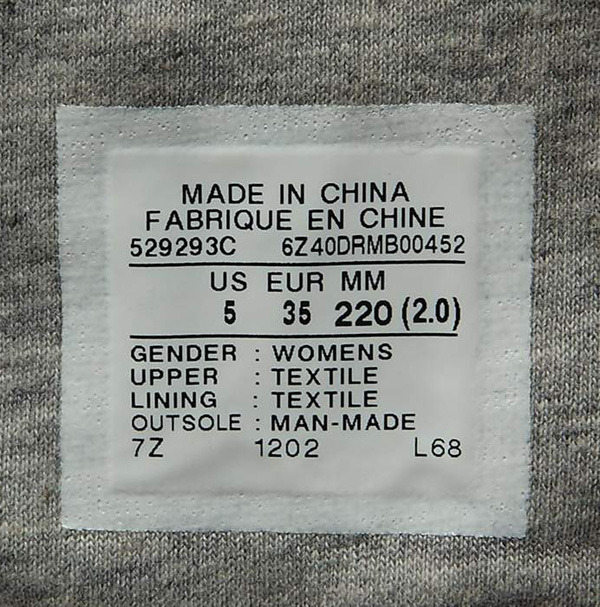 MADE IN CHINA
FABRIQUE EN CHINE
529293C 6Z40DRMB00452
US EUR MM
5 35 220 (2.0)
GENDER : WOMENS
UPPER : TEXTILE
LINING : TEXTILE
OUTSOLE : MAN-MADE
7Z 1202 L68